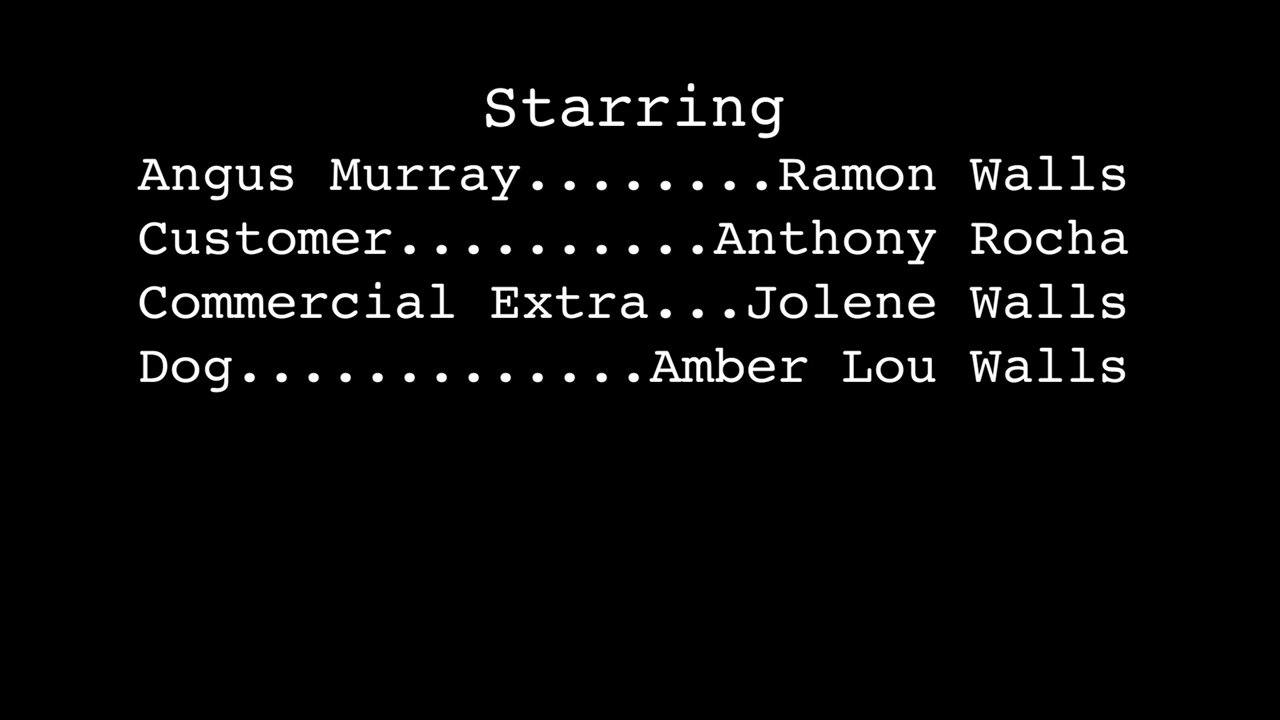 Starring
Angus Murray........Ramon Walls
Customer..........Anthony Rocha
Commercial Extra...Jolene Walls
Dog.............Amber Lou Walls